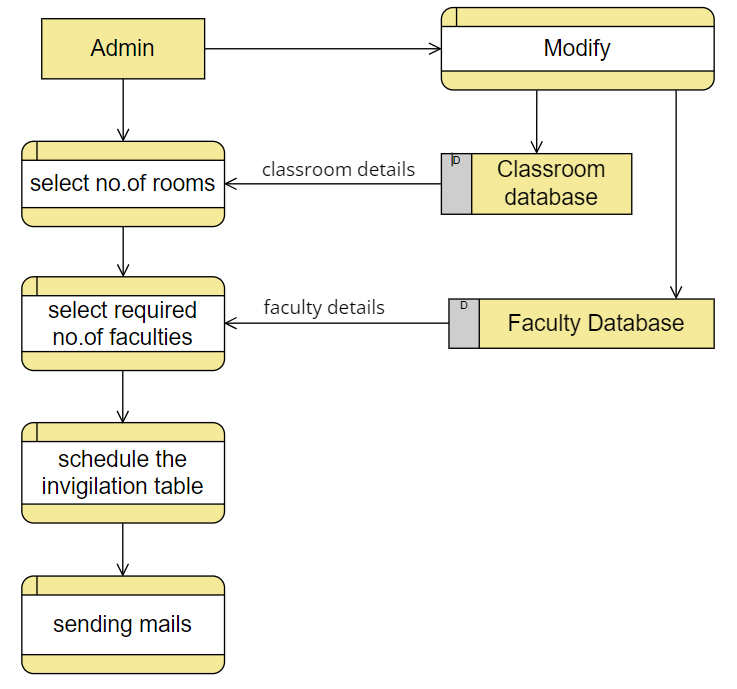 Admin
Modify
select no.of rooms
classroom details
D
Classroom
database
select required
no.of faculties
faculty details
D
Faculty Database
schedule the
invigilation table
sending mails